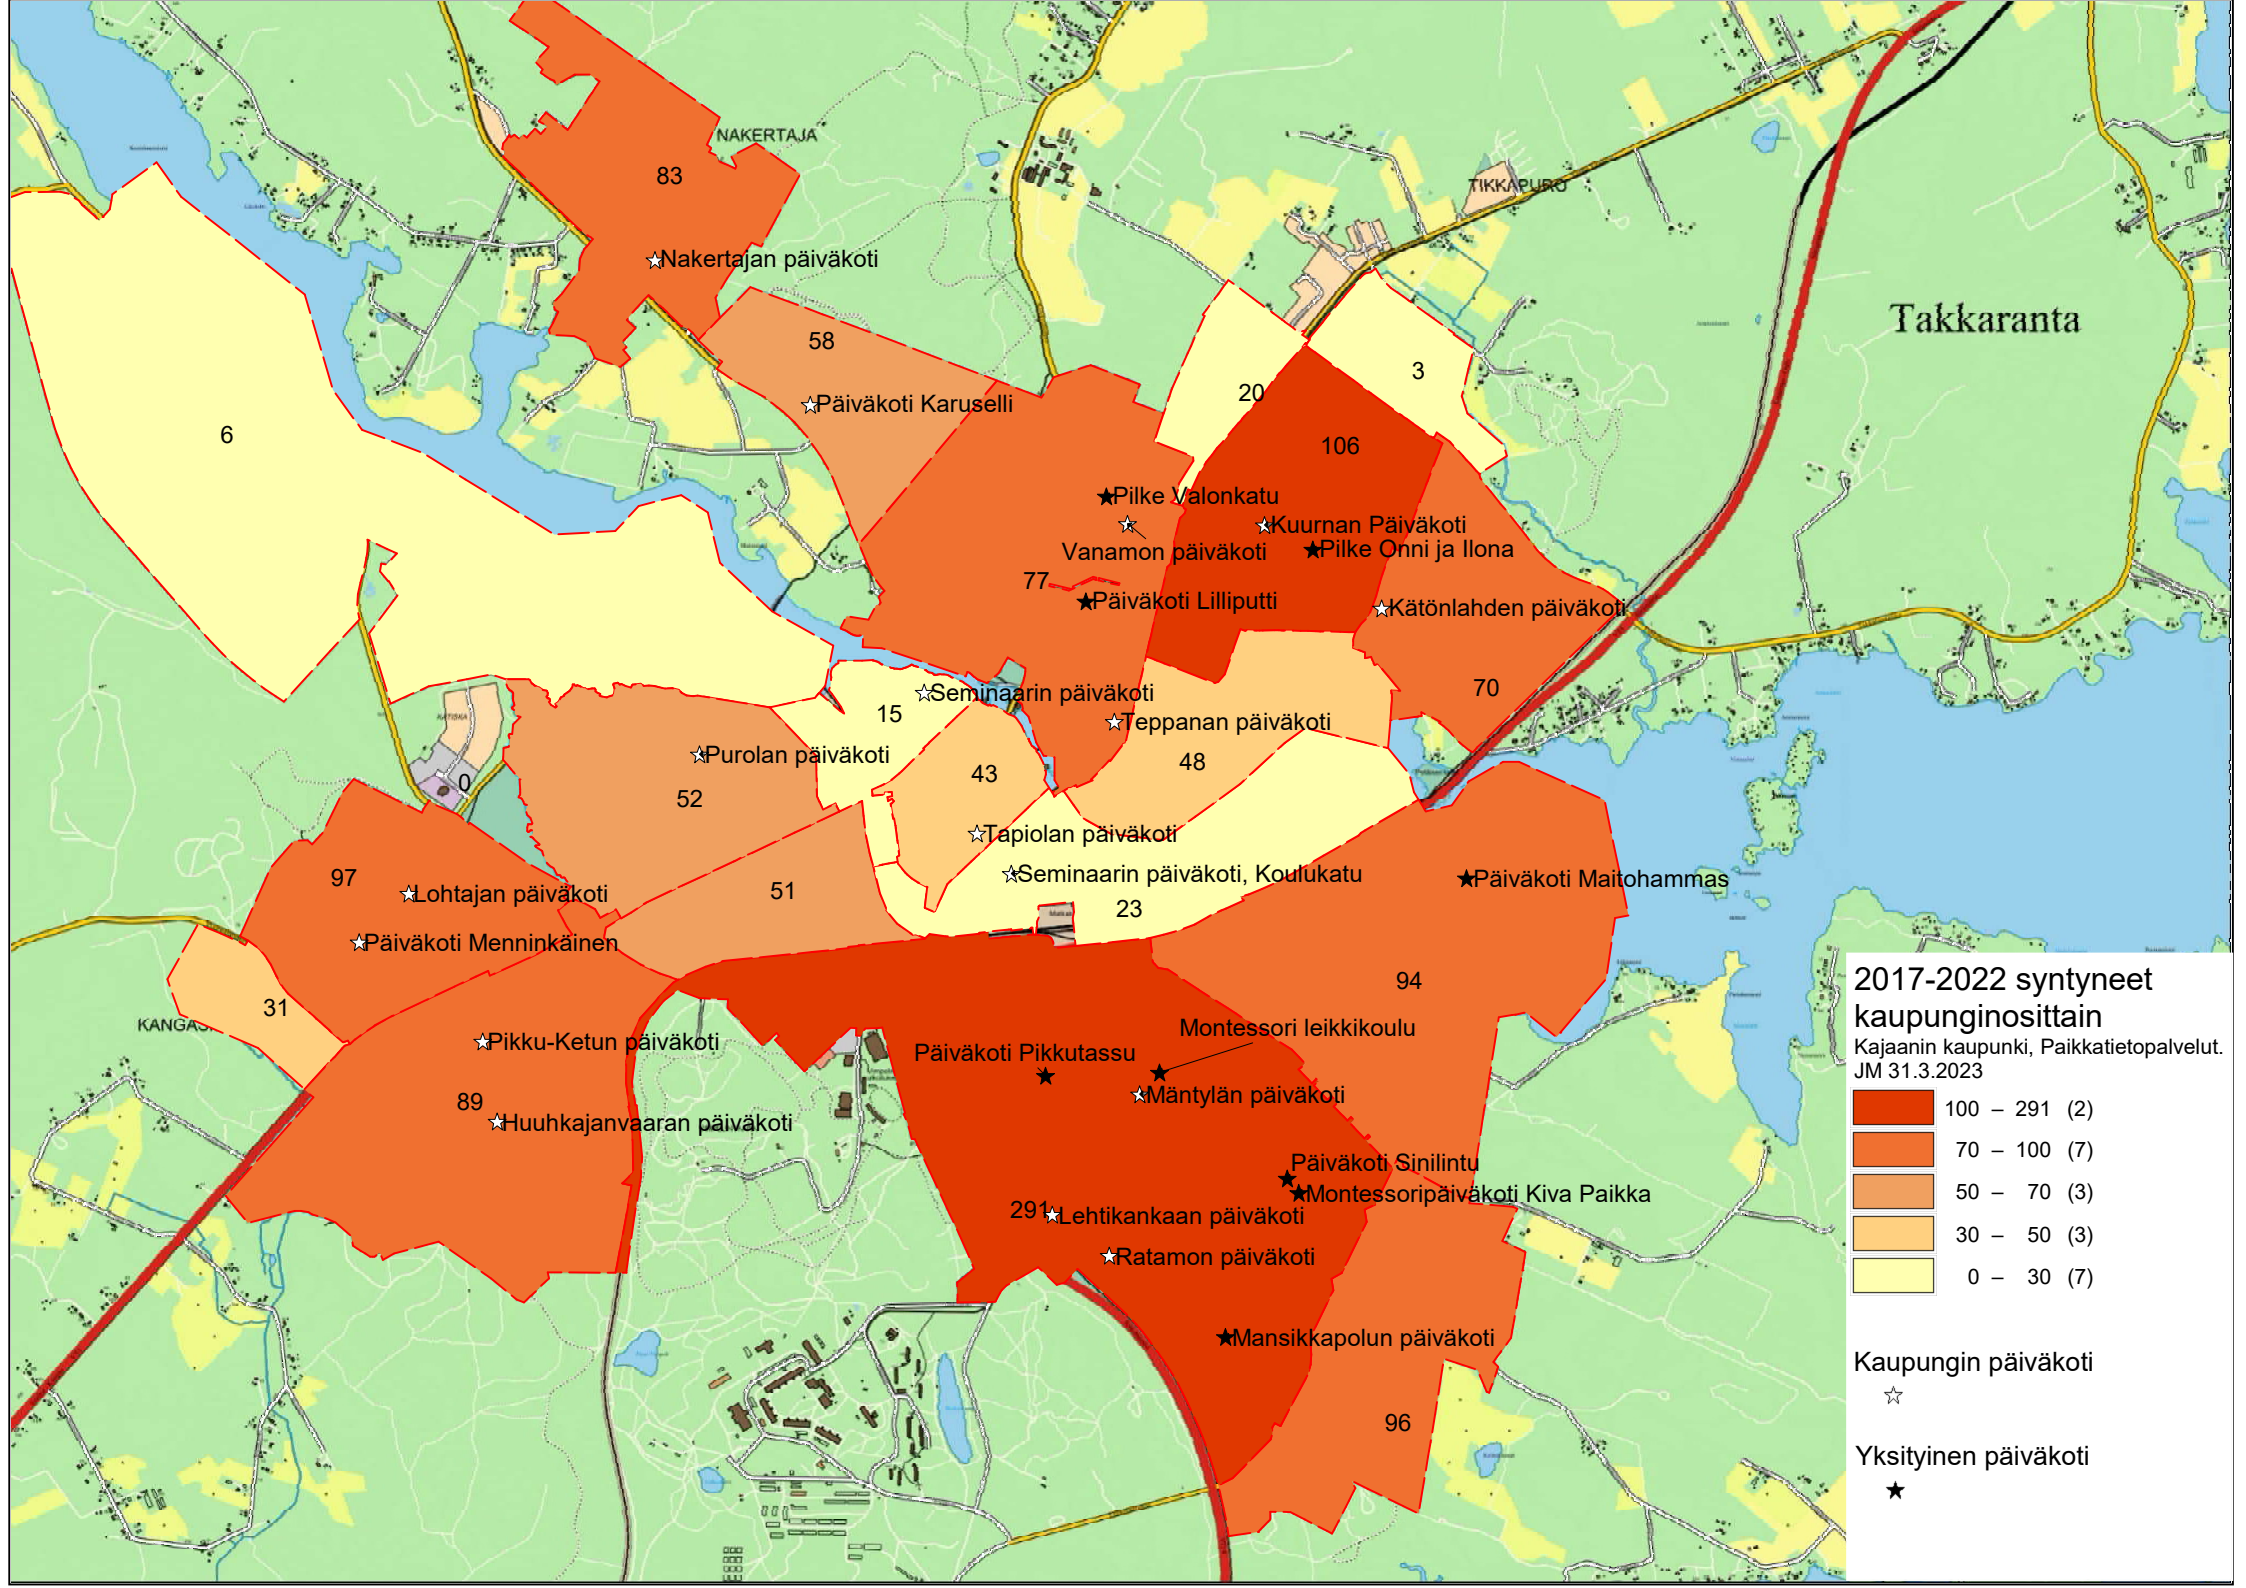 NAKERTAJA
83
Nakertajan päiväkoti
TIKKAPURO
Takkaranta
58
Päiväkoti Karuselli
20
3
6
106
Pilke Valonkatu
Kuurnan Päiväkoti
Vanamon päiväkoti
Pilke Onni ja Ilona
77
Päiväkoti Lilliputti
Kätönlahden päiväkoti
Seminaarin päiväkoti
70
15
Teppanan päiväkoti
KATISKA
Purolan päiväkoti
48
43
0
52
Tapiolan päiväkoti
97
Lohtajan päiväkoti
51
Seminaarin päiväkoti, Koulukatu
Päiväkoti Maitohammas
23
Päiväkoti Menninkäinen
94
31
KANGAS
Pikku-Ketun päiväkoti
Montessori leikkikoulu
Päiväkoti Pikkutassu
Mäntylän päiväkoti
89
Huuhkajanvaaran päiväkoti
Päiväkoti Sinilintu
Montessoripäiväkoti Kiva Paikka
291
Lehtikankaan päiväkoti
Ratamon päiväkoti
Mansikkapolun päiväkoti
96
2017-2022 syntyneet
kaupunginosittain
Kajaanin kaupunki, Paikkatietopalvelut.
JM 31.3.2023
100 – 291 (2)
70 – 100 (7)
50 – 70 (3)
30 – 50 (3)
0 – 30 (7)
Kaupungin päiväkoti
Yksityinen päiväkoti